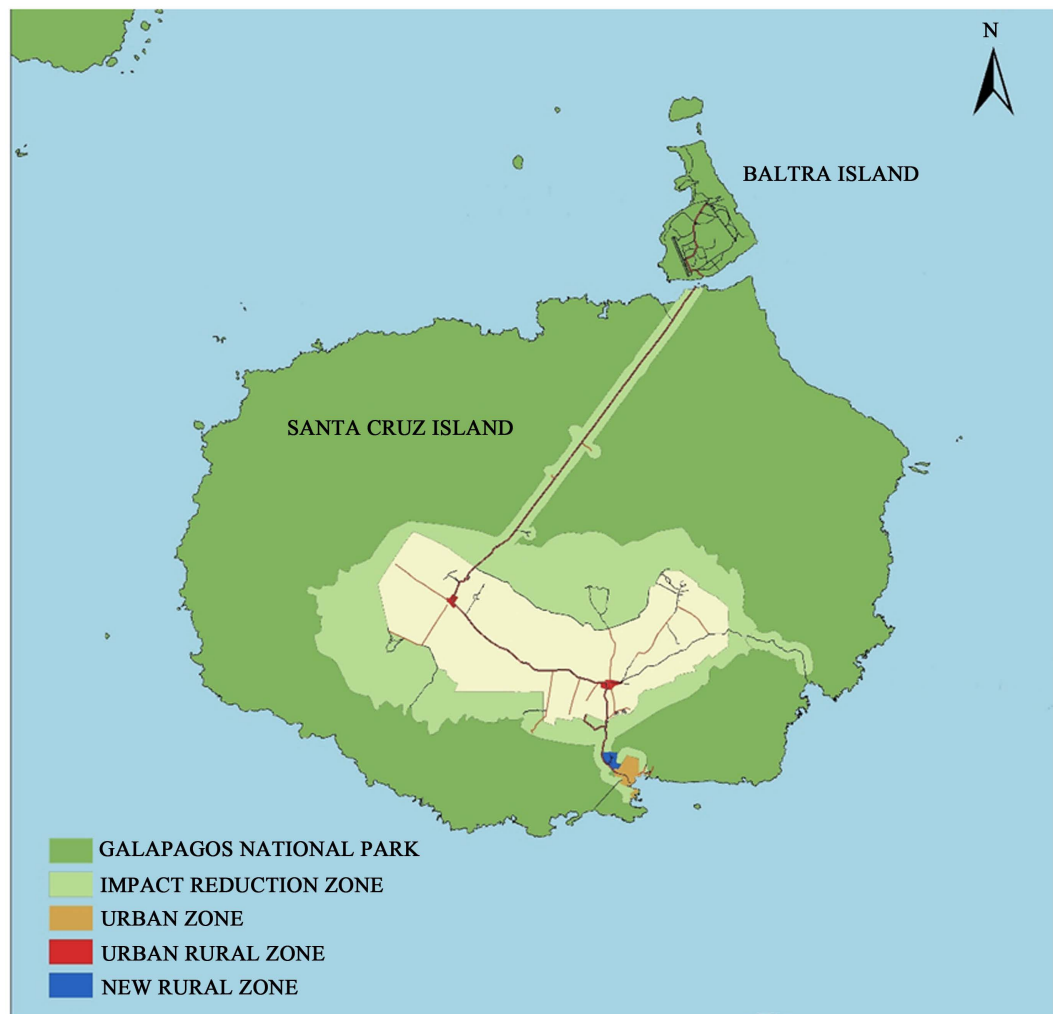 N
BALTRA ISLAND
SANTA CRUZ ISLAND
GALAPAGOS NATIONAL PARK
IMPACT REDUCTION ZONE
URBAN ZONE
URBAN RURAL ZONE
NEW RURAL ZONE